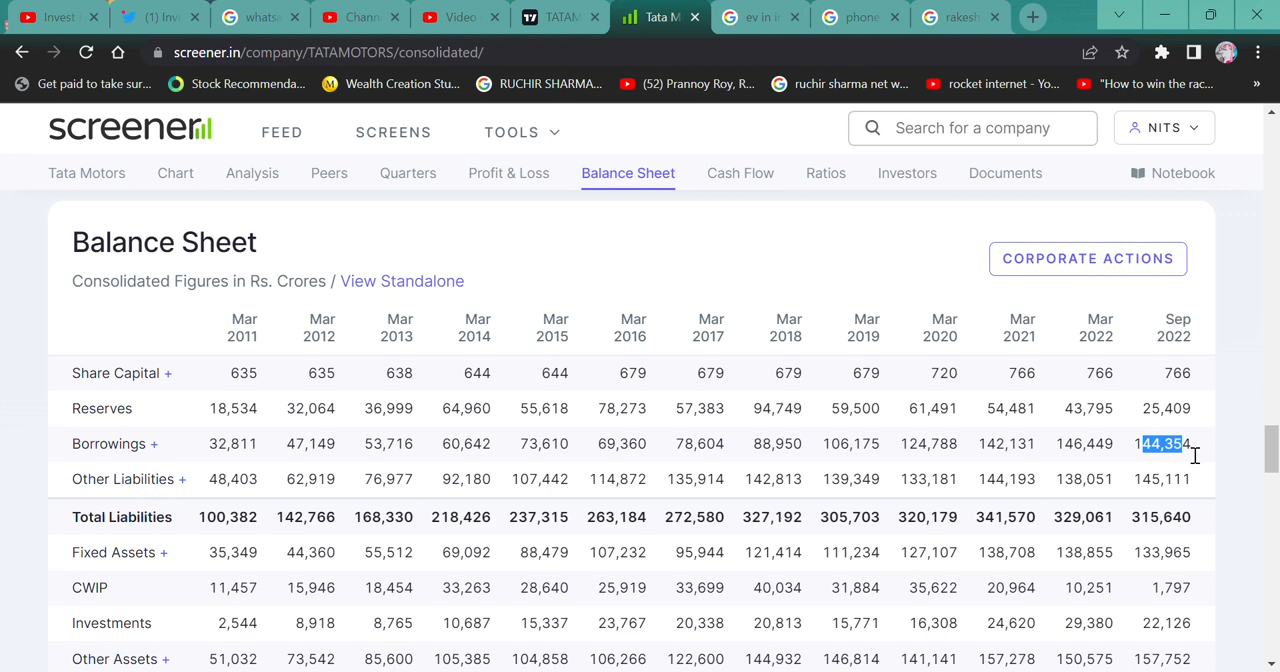 Invest
(1) Inv
whats
Chann
Video
TATAM
Tata M
ev in i
phone
rakesh
screener.in/company/TATAMOTORS/consolidated/
Get paid to take sur... Stock Recommenda... Wealth Creation Stu... RUCHIR SHARMA... (52) Prannoy Roy, R... ruchir sharma net w... rocket internet - Yo... "How to win the rac... »
screener FEED SCREENS TOOLS Search for a company NITS
Tata Motors Chart Analysis Peers Quarters Profit & Loss Balance Sheet Cash Flow Ratios Investors Documents Notebook
Balance Sheet
CORPORATE ACTIONS
Consolidated Figures in Rs. Crores / View Standalone
Mar Mar Mar Mar Mar Mar Mar Mar Mar Mar Mar Mar Sep
2011 2012 2013 2014 2015 2016 2017 2018 2019 2020 2021 2022 2022
Share Capital + 635 635 638 644 644 679 679 679 679 720 766 766 766
Reserves 18,534 32,064 36,999 64,960 55,618 78,273 57,383 94,749 59,500 61,491 54,481 43,795 25,409
Borrowings + 32,811 47,149 53,716 60,642 73,610 69,360 78,604 88,950 106,175 124,788 142,131 146,449 144,354
Other Liabilities + 48,403 62,919 76,977 92,180 107,442 114,872 135,914 142,813 139,349 133,181 144,193 138,051 145,111
Total Liabilities 100,382 142,766 168,330 218,426 237,315 263,184 272,580 327,192 305,703 320,179 341,570 329,061 315,640
Fixed Assets + 35,349 44,360 55,512 69,092 88,479 107,232 95,944 121,414 111,234 127,107 138,708 138,855 133,965
CWIP 11,457 15,946 18,454 33,263 28,640 25,919 33,699 40,034 31,884 35,622 20,964 10,251 1,797
Investments 2,544 8,918 8,765 10,687 15,337 23,767 20,338 20,813 15,771 16,308 24,620 29,380 22,126
Other Assets + 51,032 73,542 85,600 105,385 104,858 106,266 122,600 144,932 146,814 141,141 157,278 150,575 157,752